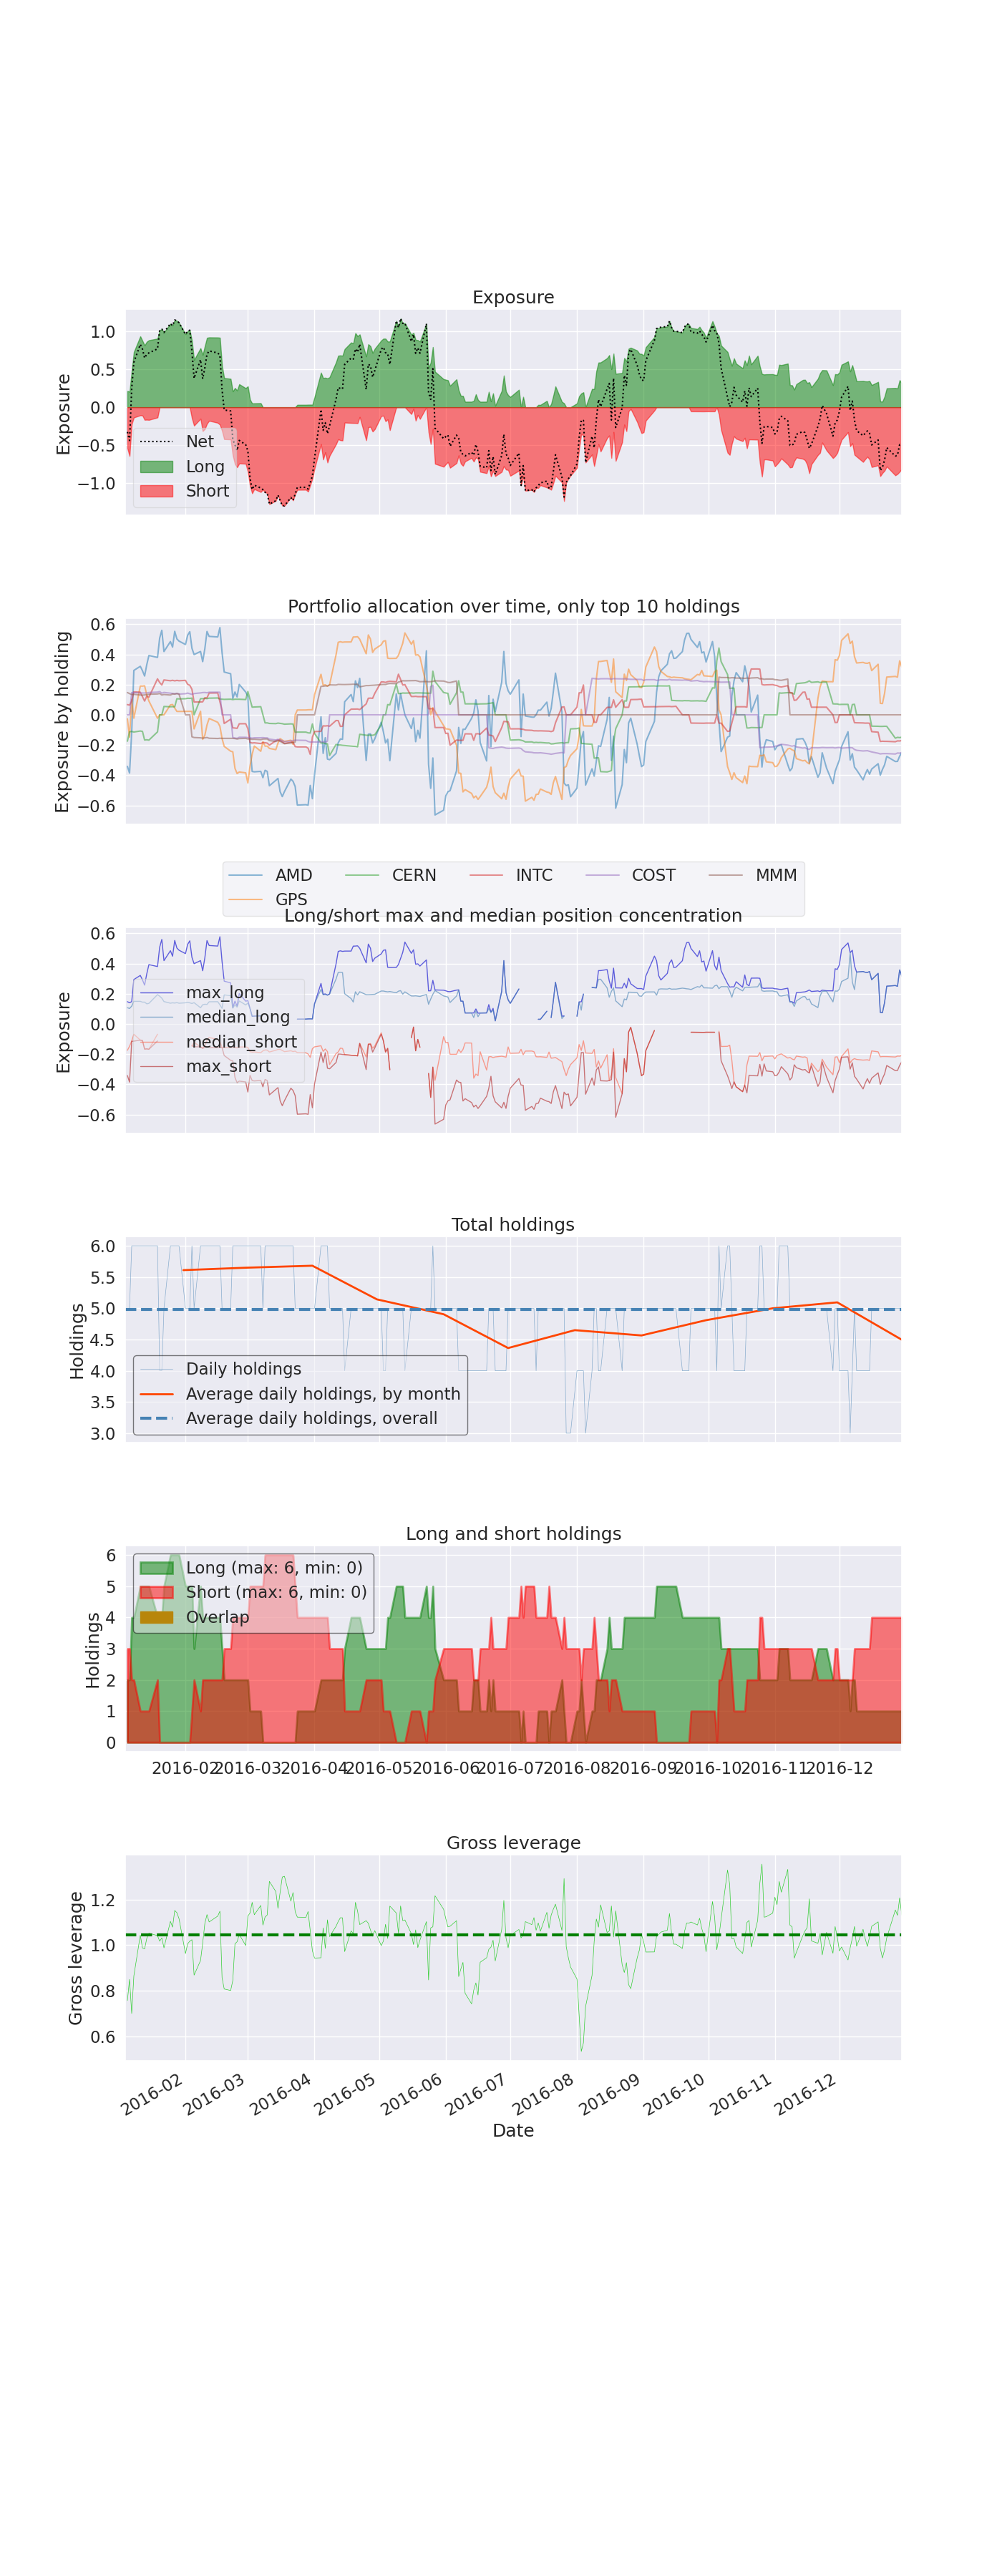 Exposure
1.0
0.5
0.0
−0.5
−1.0
Exposure
Net
Long
Short
Portfolio allocation over time, only top 10 holdings
0.6
0.4
0.2
0.0
−0.2
−0.4
−0.6
Exposure by holding
AMD CERN INTC COST MMM
GPS
Long/short max and median position concentration
0.6
0.4
0.2
0.0
−0.2
−0.4
−0.6
Exposure
max_long
median_long
median_short
max_short
Total holdings
6.0
5.5
5.0
4.5
4.0
3.5
3.0
Holdings
Daily holdings
Average daily holdings, by month
Average daily holdings, overall
Long and short holdings
6
5
4
3
2
1
0
Holdings
Long (max: 6, min: 0)
Short (max: 6, min: 0)
Overlap
2016-02 2016-03 2016-04 2016-05 2016-06 2016-07 2016-08 2016-09 2016-10 2016-11 2016-12
Gross leverage
1.2
1.0
0.8
0.6
Gross leverage
2016-02 2016-03 2016-04 2016-05 2016-06 2016-07 2016-08 2016-09 2016-10 2016-11 2016-12
Date